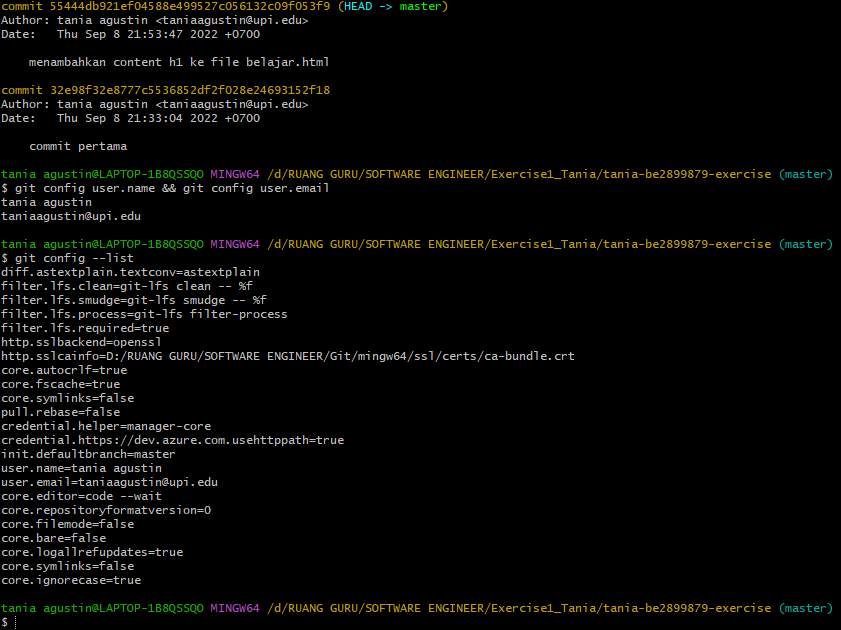 commit 55444db921ef04588e499527c056132c09f053f9 (HEAD -> master)
Author: tania agustin <taniaagustin@upi.edu>
Date:   Thu Sep 8 21:53:47 2022 +0700
    menambahkan content h1 ke file belajar.html
commit 32e98f32e8777c5536852df2f028e24693152f18
Author: tania agustin <taniaagustin@upi.edu>
Date:   Thu Sep 8 21:33:04 2022 +0700
    commit pertama
tania agustin@LAPTOP-1B8QSSQO MINGW64 /d/RUANG GURU/SOFTWARE ENGINEER/Exercise1_Tania/tania-be2899879-exercise (master)
$ git config user.name && git config user.email
tania agustin
taniaagustin@upi.edu
tania agustin@LAPTOP-1B8QSSQO MINGW64 /d/RUANG GURU/SOFTWARE ENGINEER/Exercise1_Tania/tania-be2899879-exercise (master)
$ git config --list
diff.astextplain.textconv=astextplain
filter.lfs.clean=git-lfs clean -- %f
filter.lfs.smudge=git-lfs smudge -- %f
filter.lfs.process=git-lfs filter-process
filter.lfs.required=true
http.sslbackend=openssl
http.sslcainfo=D:/RUANG GURU/SOFTWARE ENGINEER/Git/mingw64/ssl/certs/ca-bundle.crt
core.autocrlf=true
core.fscache=true
core.symlinks=false
pull.rebase=false
credential.helper=manager-core
credential.https://dev.azure.com.usehttppath=true
init.defaultbranch=master
user.name=tania agustin
user.email=taniaagustin@upi.edu
core.editor=code --wait
core.repositoryformatversion=0
core.filemode=false
core.bare=false
core.logallrefupdates=true
core.symlinks=false
core.ignorecase=true
tania agustin@LAPTOP-1B8QSSQO MINGW64 /d/RUANG GURU/SOFTWARE ENGINEER/Exercise1_Tania/tania-be2899879-exercise (master)
$